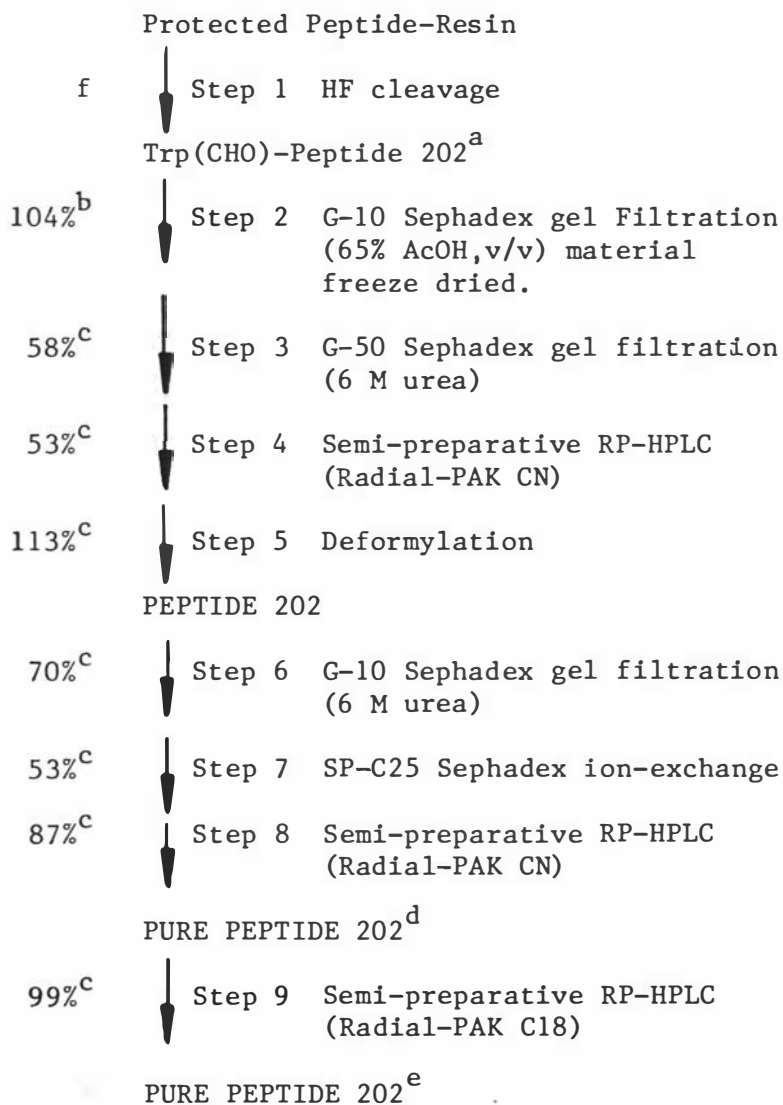 Protected Peptide-Resin
f Step 1 HF cleavage
Trp(CHO)-Peptide 202^a
104%^b Step 2 G-10 Sephadex gel Filtration
(65% AcOH,v/v) material
freeze dried.
58%^c Step 3 G-50 Sephadex gel filtration
(6 M urea)
53%^c Step 4 Semi-preparative RP-HPLC
(Radial-PAK CN)
113%^c Step 5 Deformylation
PEPTIDE 202
70%^c Step 6 G-10 Sephadex gel filtration
(6 M urea)
53%^c Step 7 SP-C25 Sephadex ion-exchange
87%^c Step 8 Semi-preparative RP-HPLC
(Radial-PAK CN)
PURE PEPTIDE 202^d
99%^c Step 9 Semi-preparative RP-HPLC
(Radial-PAK C18)
PURE PEPTIDE 202^e